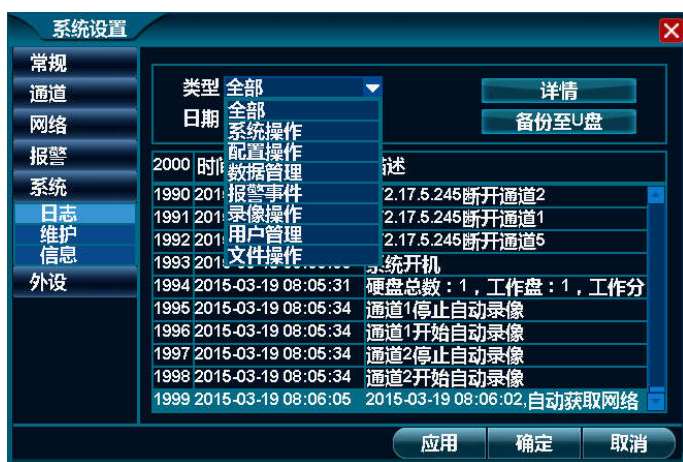 系统设置
常规
通道
网络
报警
系统
日志
维护
信息
外设
类型 全部
日期
全部
系统操作
配置操作
数据管理
报警事件
录像操作
用户管理
文件操作
详情
备份至U盘
2000 时 述
1990 201 2.17.5.245断开通道2
1991 201 2.17.5.245断开通道1
1992 201 2.17.5.245断开通道5
1993 201 系统开机
1994 2015-03-19 08:05:31 硬盘总数：1，工作盘：1，工作分
1995 2015-03-19 08:05:34 通道1停止自动录像
1996 2015-03-19 08:05:34 通道1开始自动录像
1997 2015-03-19 08:05:34 通道2停止自动录像
1998 2015-03-19 08:05:34 通道2开始自动录像
1999 2015-03-19 08:06:05 2015-03-19 08:06:02,自动获取网络
应用 确定 取消